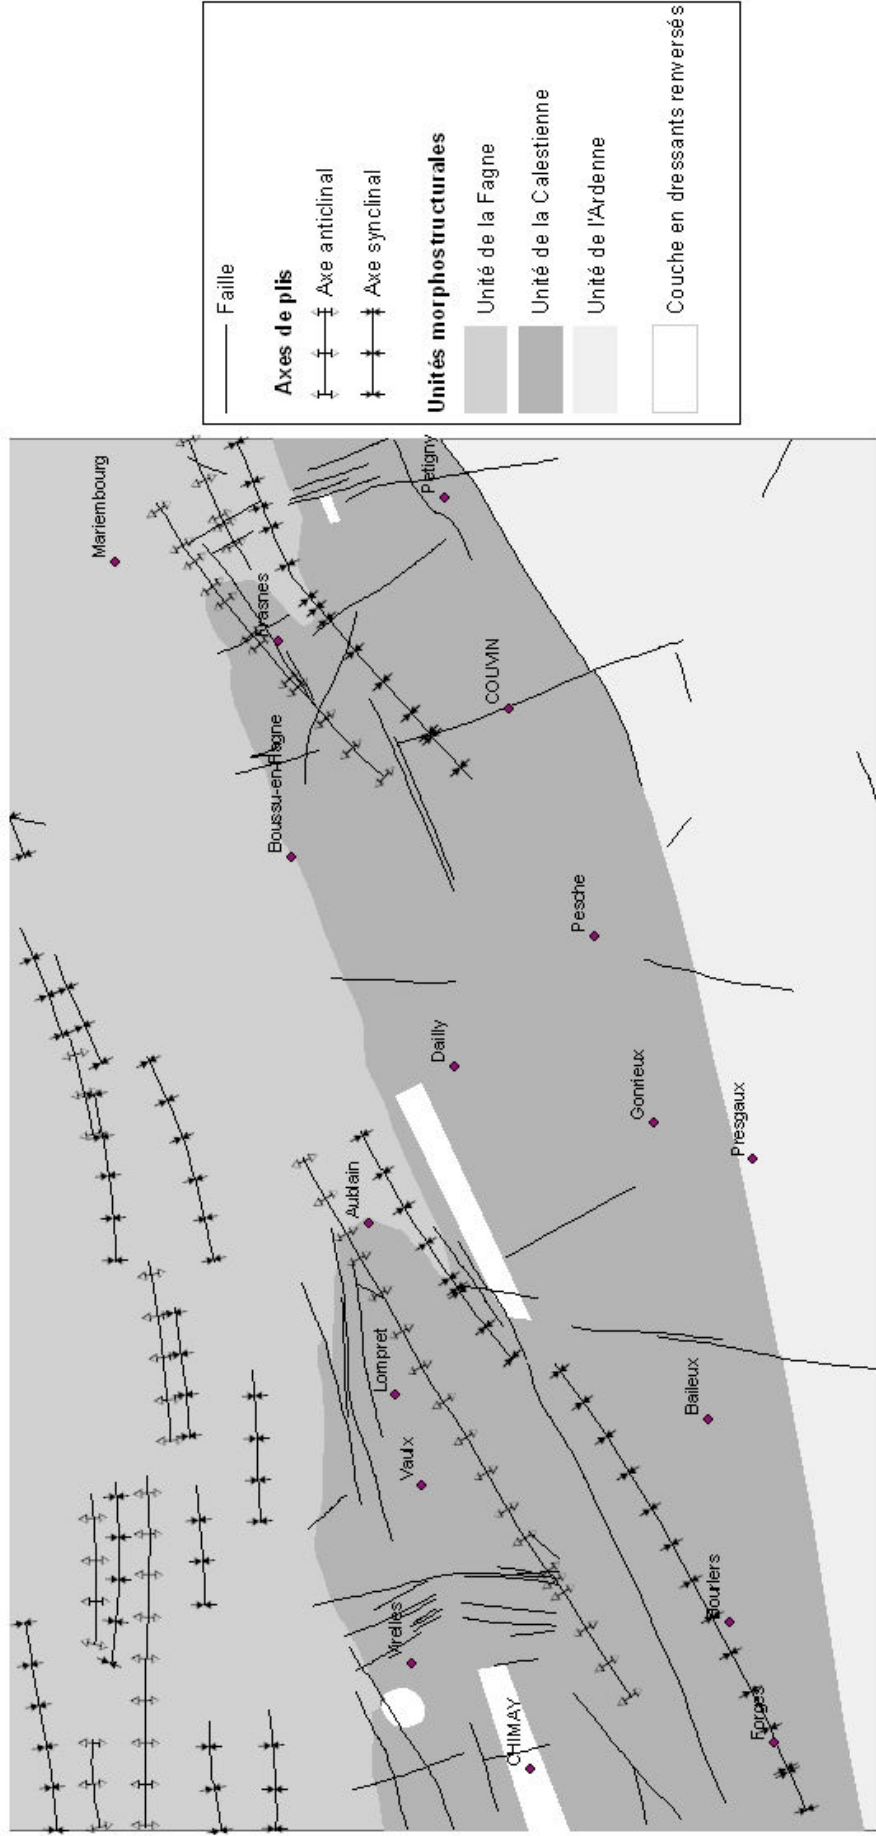 Mariembourg
Frasnes
Petigny
Boussu-en-Fagne
COUVIN
Pesche
Dailly
Aublain
Gonrieux
Presgaux
Lompret
Vaulx
Baileux
Virelles
Bourlers
CHIMAY
Forges
Faille
Axes de plis
Axe anticlinal
Axe synclinal
Unités morphostructurales
Unité de la Fagne
Unité de la Calestienne
Unité de l'Ardenne
Couche en dressants renversés